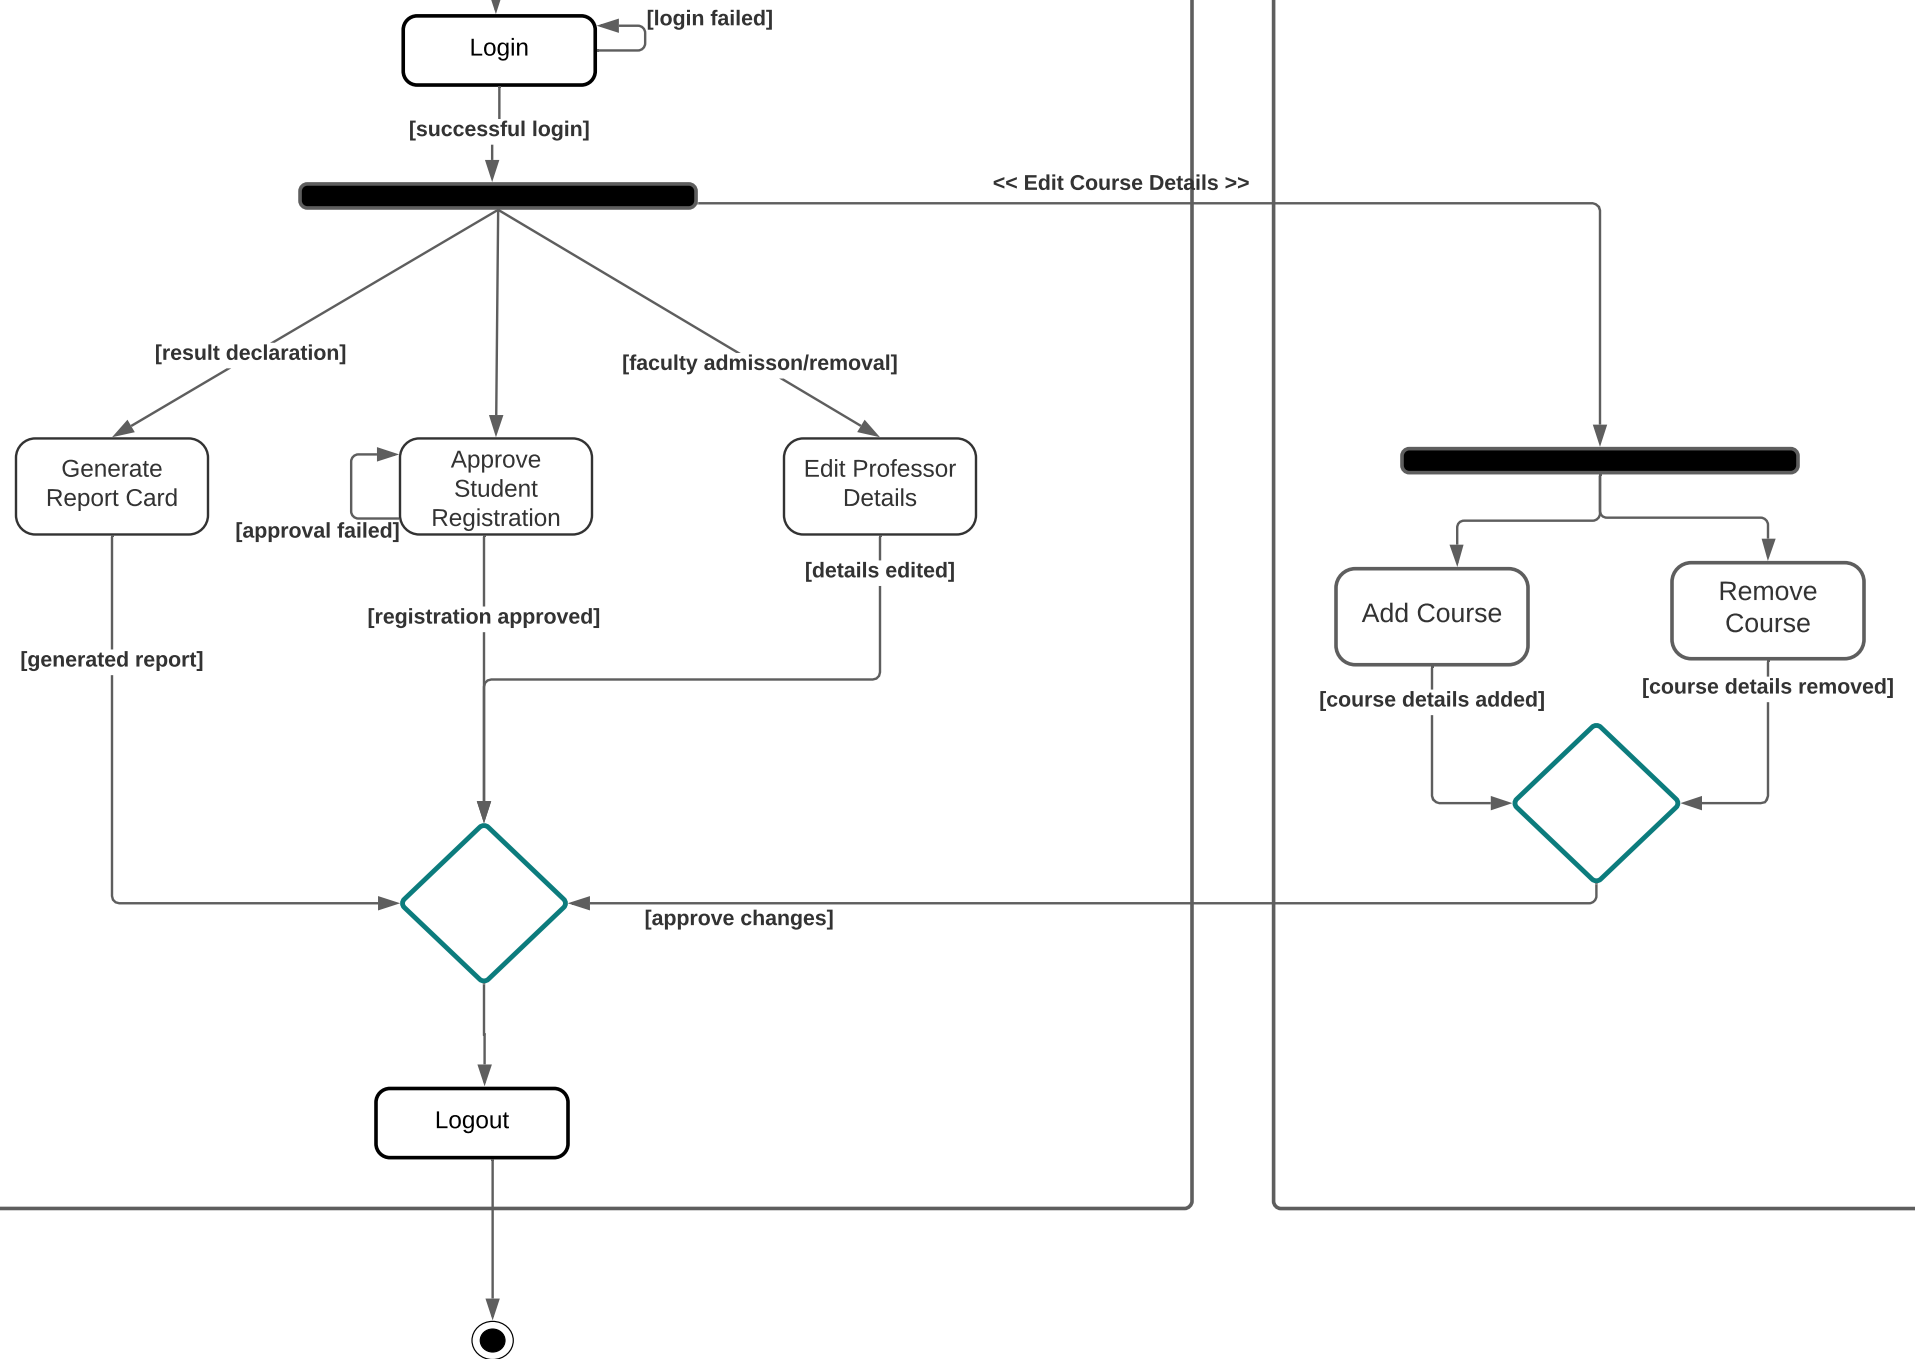 [login failed]
Login
[successful login]
<< Edit Course Details >>
[result declaration]
[faculty admisson/removal]
Generate
Report Card
Approve
Student
Registration
Edit Professor
Details
[approval failed]
[details edited]
Add Course
Remove
Course
[registration approved]
[generated report]
[course details added]
[course details removed]
[approve changes]
Logout